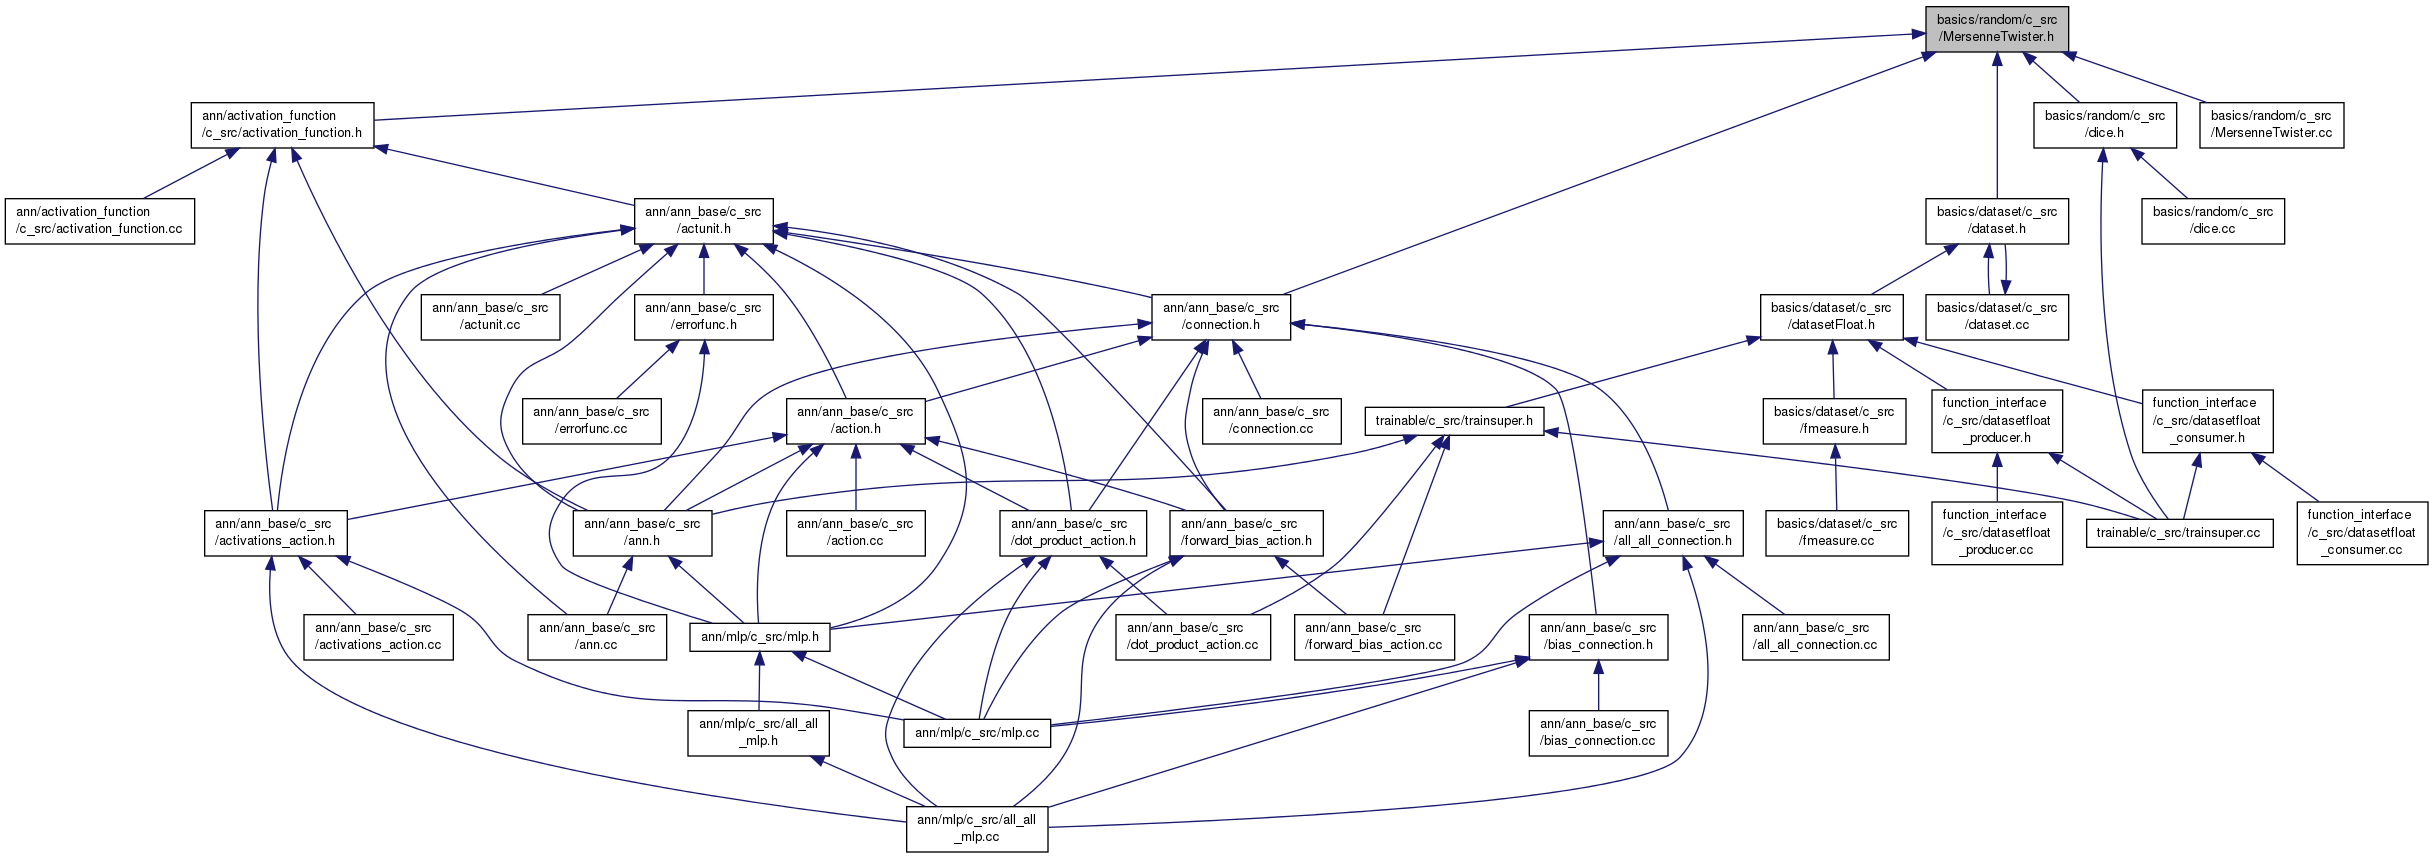 basics/random/c_src
/MersenneTwister.h
ann/activation_function
/c_src/activation_function.h
basics/random/c_src
/dice.h
basics/random/c_src
/MersenneTwister.cc
ann/activation_function
/c_src/activation_function.cc
ann/ann_base/c_src
/actunit.h
basics/dataset/c_src
/dataset.h
basics/random/c_src
/dice.cc
ann/ann_base/c_src
/actunit.cc
ann/ann_base/c_src
/errorfunc.h
ann/ann_base/c_src
/connection.h
basics/dataset/c_src
/datasetFloat.h
basics/dataset/c_src
/dataset.cc
ann/ann_base/c_src
/errorfunc.cc
ann/ann_base/c_src
/action.h
ann/ann_base/c_src
/connection.cc
trainable/c_src/trainsuper.h
basics/dataset/c_src
/fmeasure.h
function_interface
/c_src/datasetfloat
_producer.h
function_interface
/c_src/datasetfloat
_consumer.h
ann/ann_base/c_src
/activations_action.h
ann/ann_base/c_src
/ann.h
ann/ann_base/c_src
/action.cc
ann/ann_base/c_src
/dot_product_action.h
ann/ann_base/c_src
/forward_bias_action.h
ann/ann_base/c_src
/all_all_connection.h
basics/dataset/c_src
/fmeasure.cc
function_interface
/c_src/datasetfloat
_producer.cc
trainable/c_src/trainsuper.cc
function_interface
/c_src/datasetfloat
_consumer.cc
ann/ann_base/c_src
/activations_action.cc
ann/ann_base/c_src
/ann.cc
ann/mlp/c_src/mlp.h
ann/ann_base/c_src
/dot_product_action.cc
ann/ann_base/c_src
/forward_bias_action.cc
ann/ann_base/c_src
/bias_connection.h
ann/ann_base/c_src
/all_all_connection.cc
ann/mlp/c_src/all_all
_mlp.h
ann/mlp/c_src/mlp.cc
ann/ann_base/c_src
/bias_connection.cc
ann/mlp/c_src/all_all
_mlp.cc